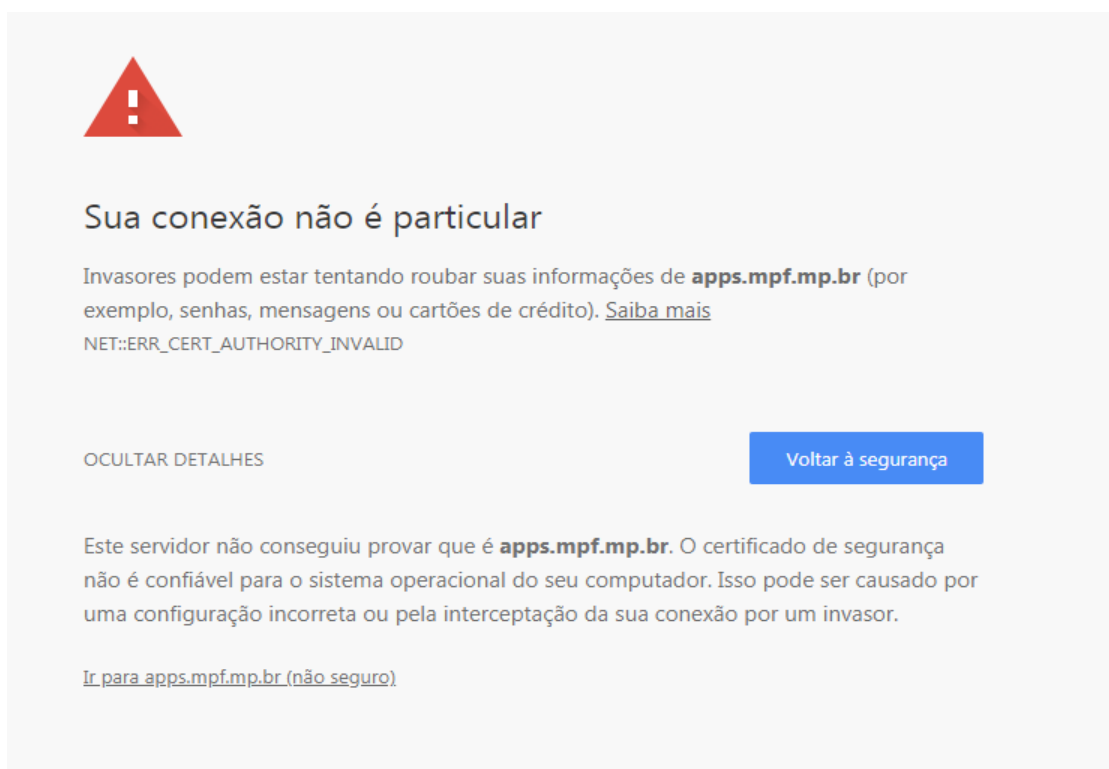 Sua conexão não é particular
Invasores podem estar tentando roubar suas informações de apps.mpf.mp.br (por
exemplo, senhas, mensagens ou cartões de crédito). Saiba mais
NET::ERR_CERT_AUTHORITY_INVALID
OCULTAR DETALHES
Voltar à segurança
Este servidor não conseguiu provar que é apps.mpf.mp.br. O certificado de segurança
não é confiável para o sistema operacional do seu computador. Isso pode ser causado por
uma configuração incorreta ou pela interceptação da sua conexão por um invasor.
Ir para apps.mpf.mp.br (não seguro)